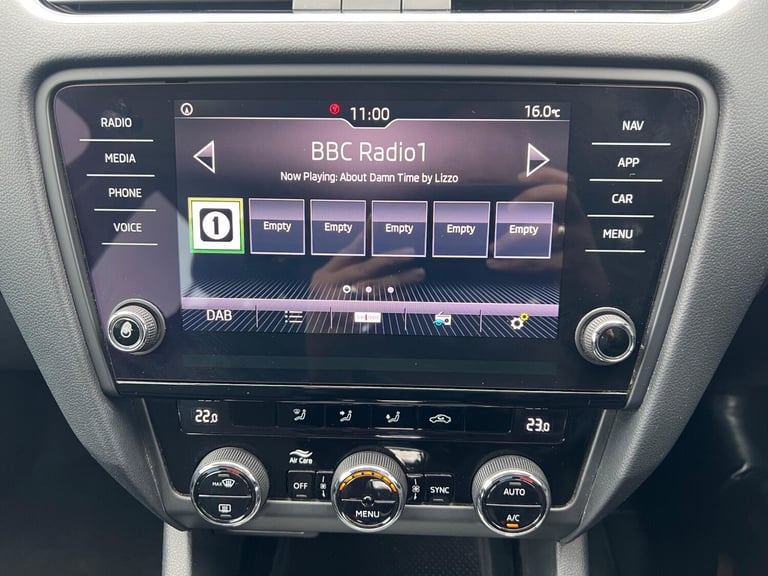 RADIO
MEDIA
PHONE
VOICE
11:00
16.0°C
BBC Radio1
Now Playing: About Damn Time by Lizzo
1
Empty
Empty
Empty
Empty
Empty
DAB
NAV
APP
CAR
MENU
22.0
23.0
Air Care
MAX
OFF
MENU
SYNC
AUTO
A/C